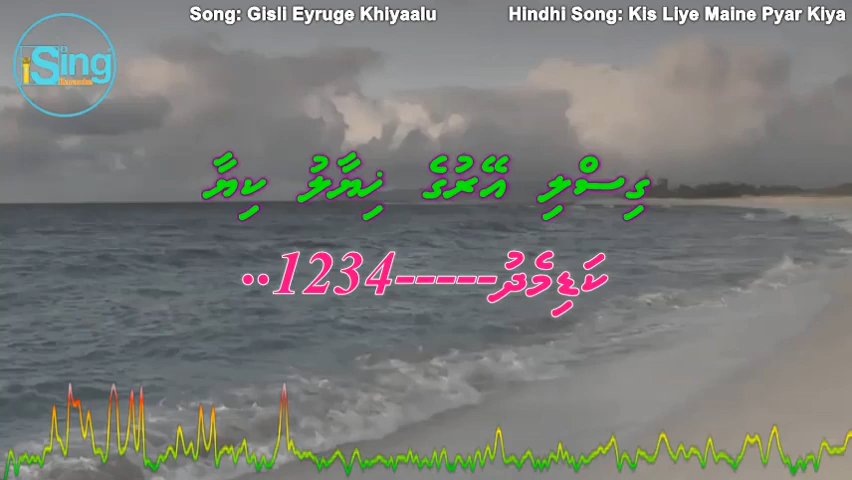 Song: Gisli Eyruge Khiyaalu
Hindhi Song: Kis Liye Maine Pyar Kiya
iSing
ގިސްލި އޭރުގެ ޚިޔާލު ކިޔާ
ކަޑިމެދު-----1234..